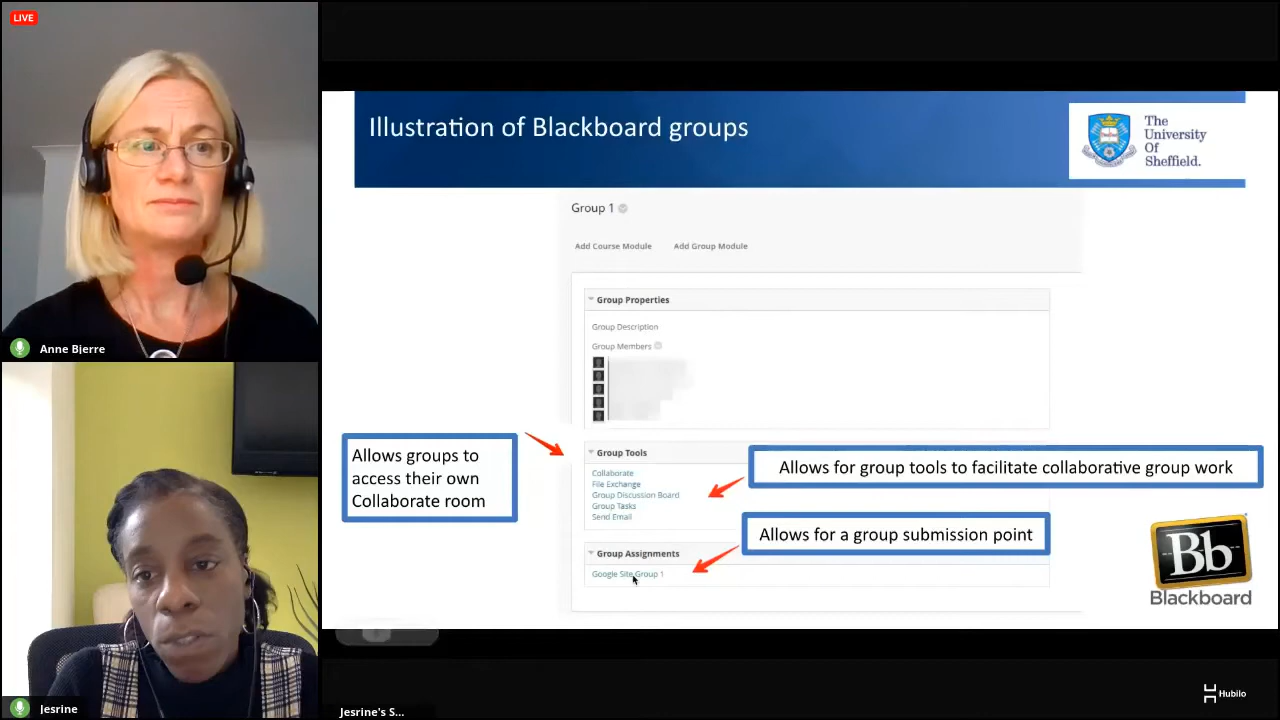 LIVE
Anne Bjerre
Jesrine
Illustration of Blackboard groups
The
University
Of
Sheffield.
Group 1
Add Course Module Add Group Module
Group Properties
Group Description
Group Members
Allows groups to
access their own
Collaborate room
Group Tools
Collaborate
File Exchange
Group Discussion Board
Group Tasks
Send Email
Allows for group tools to facilitate collaborative group work
Allows for a group submission point
Group Assignments
Google Site Group 1
Bb
Blackboard
Jesrine's S...
Hubilo